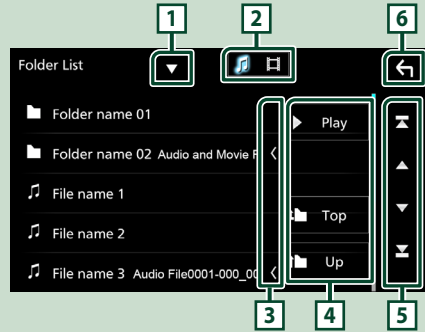 1 2 6
Folder List
Folder name 01
Play
Folder name 02 Audio and Movie
File name 1
Top
File name 2
Up
File name 3 Audio File0001-000_00
3 4 5